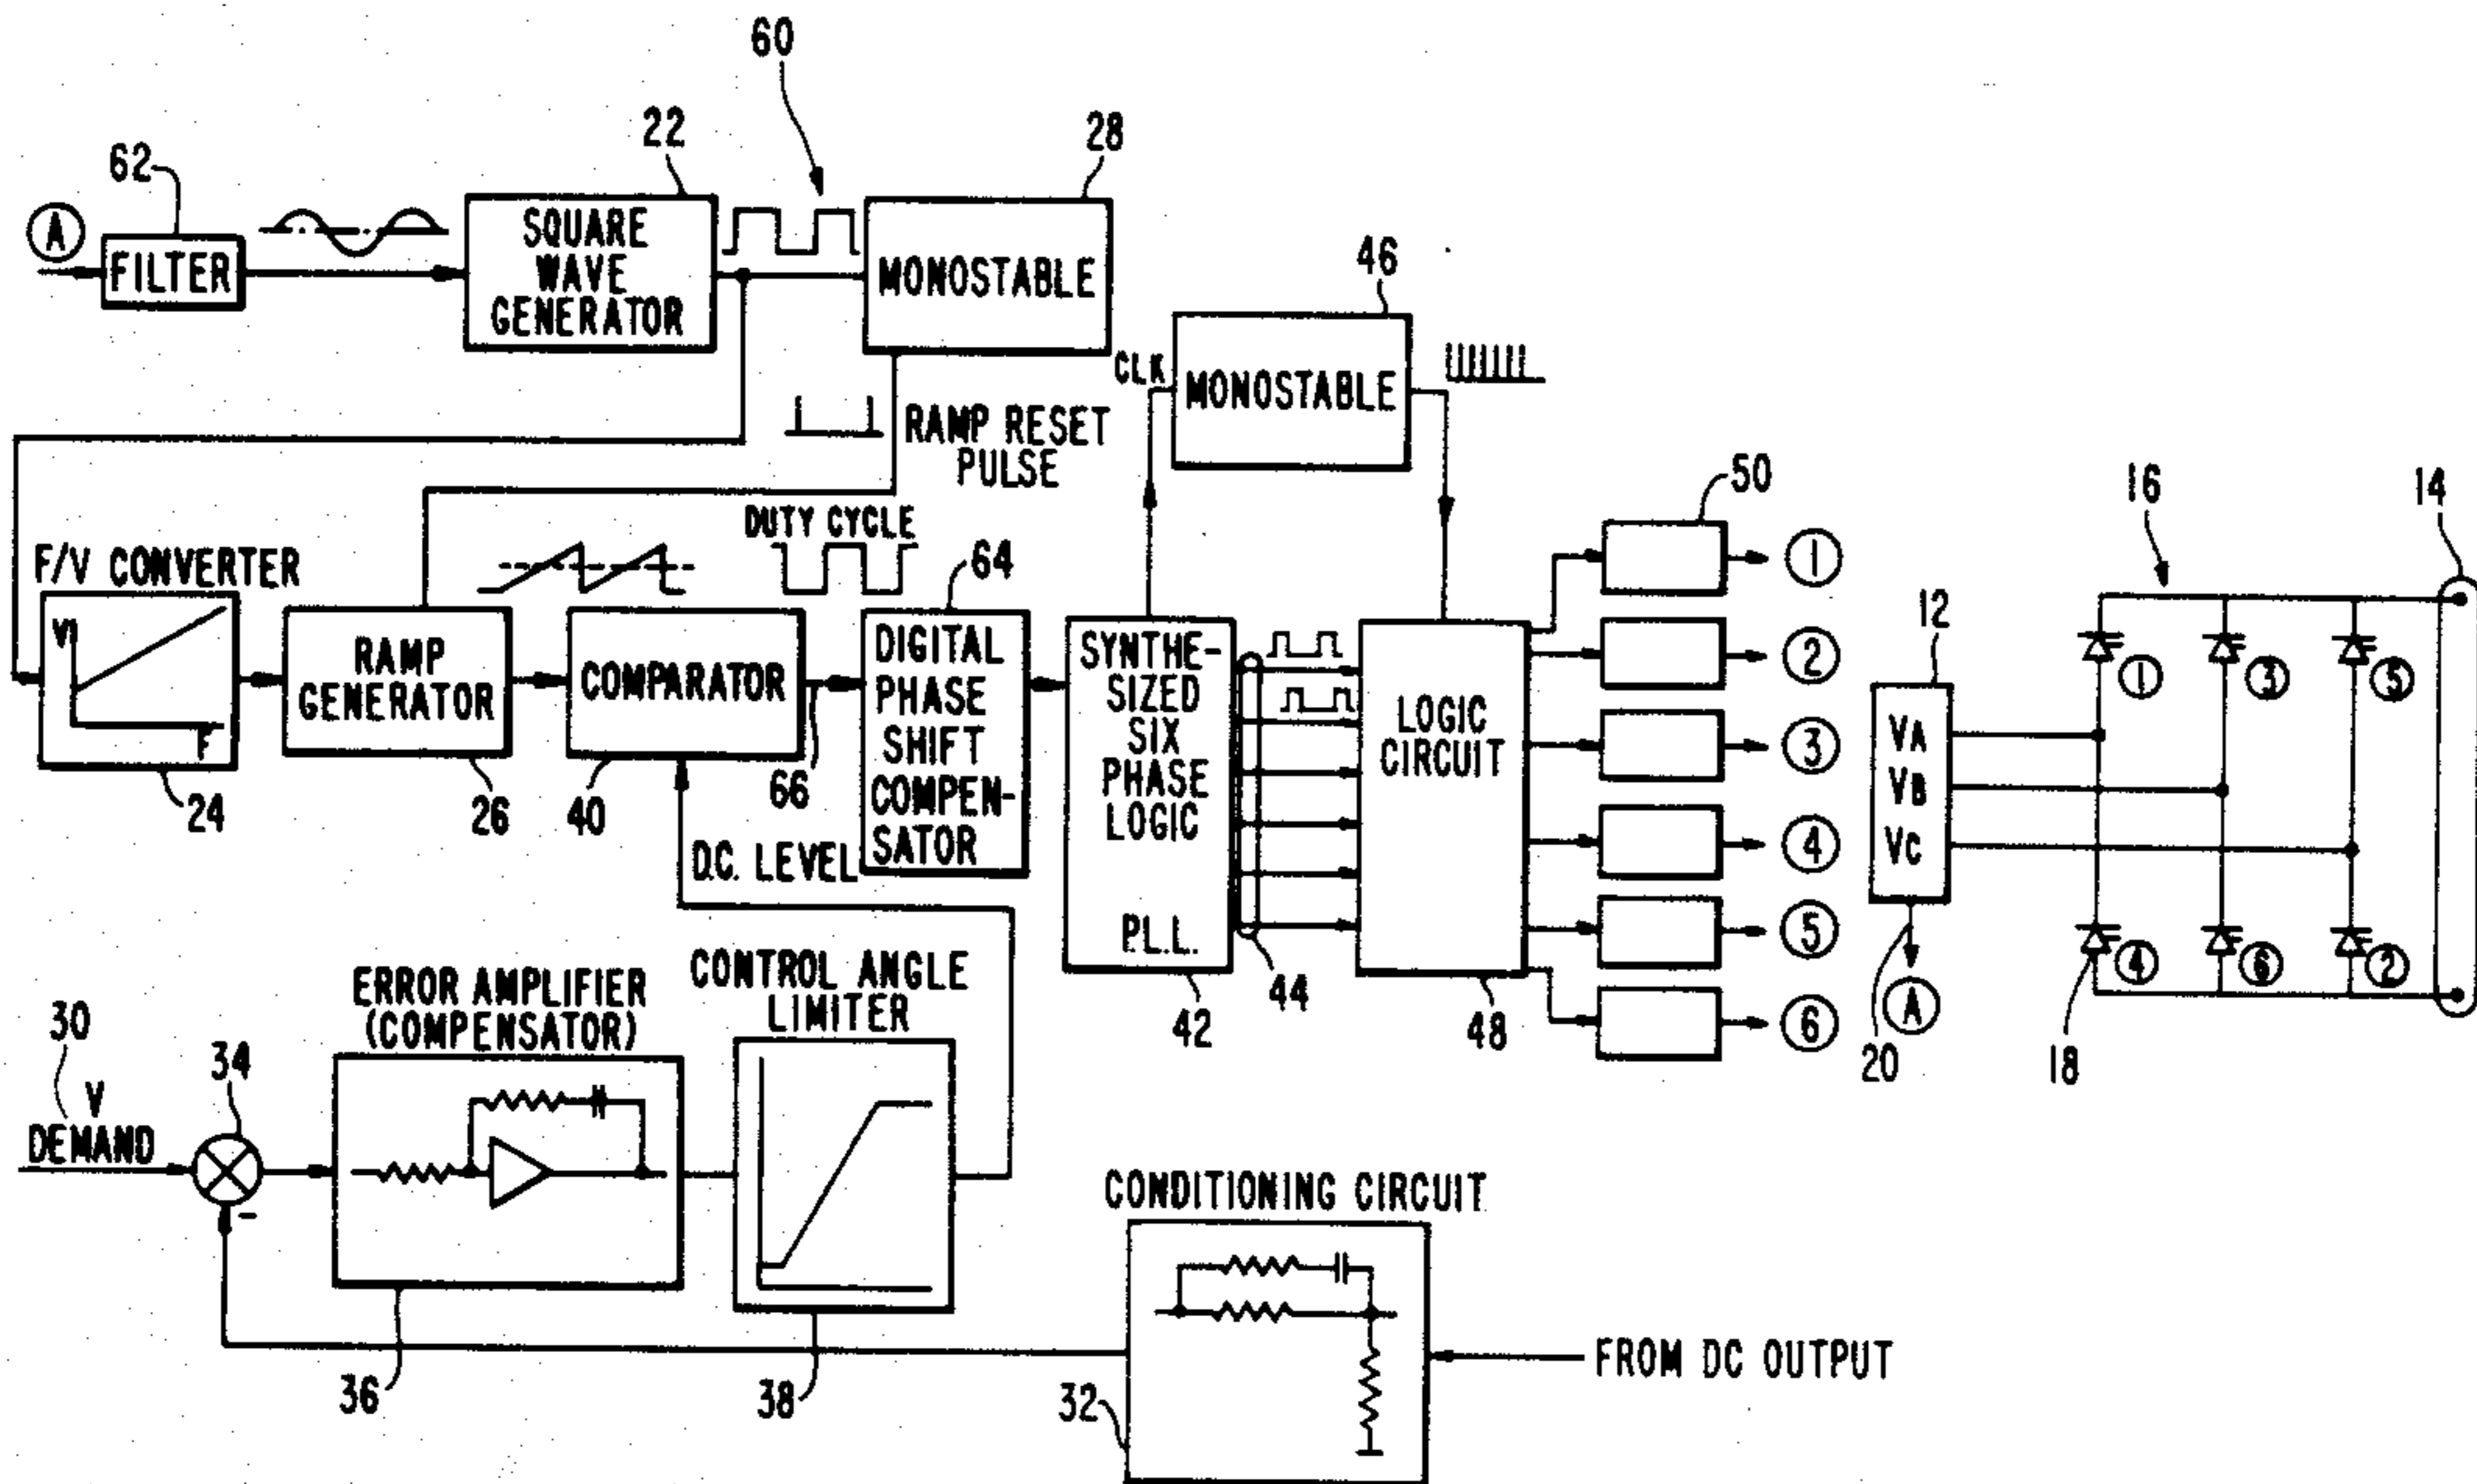 60
22
28
62
A
FILTER
SQUARE
WAVE
GENERATOR
MONOSTABLE
46
CLK
MONOSTABLE
RAMP RESET
PULSE
50
1
16
14
DUTY CYCLE
F/V CONVERTER
V
F
24
RAMP
GENERATOR
26
COMPARATOR
40
66
64
DIGITAL
PHASE
SHIFT
COMPEN-
SATOR
D.C. LEVEL
SYNTHE-
SIZED
SIX
PHASE
LOGIC
P.L.L.
42
44
LOGIC
CIRCUIT
48
2
3
4
5
6
12
VA
VB
VC
20
A
1
3
5
4
6
2
18
30
V
DEMAND
34
-
ERROR AMPLIFIER
(COMPENSATOR)
36
CONTROL ANGLE
LIMITER
38
CONDITIONING CIRCUIT
32
FROM DC OUTPUT